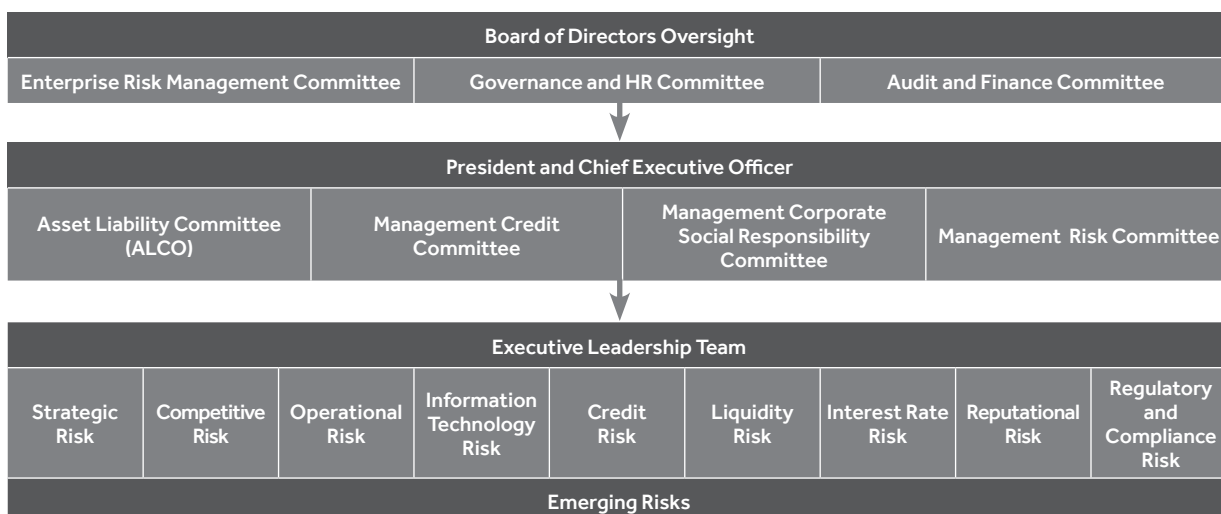 Board of Directors Oversight
Enterprise Risk Management Committee
Governance and HR Committee
Audit and Finance Committee
President and Chief Executive Officer
Asset Liability Committee
(ALCO)
Management Credit
Committee
Management Corporate
Social Responsibility
Committee
Management Risk Committee
Executive Leadership Team
Strategic
Risk
Competitive
Risk
Operational
Risk
Information
Technology
Risk
Credit
Risk
Liquidity
Risk
Interest Rate
Risk
Reputational
Risk
Regulatory
and
Compliance
Risk
Emerging Risks